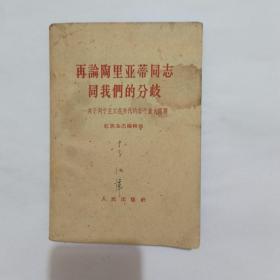 再論陶里亚蒂同志
同我們的分歧
——关于列宁主义在当代的若干重大問題
紅旗杂志編輯部
人民出版社